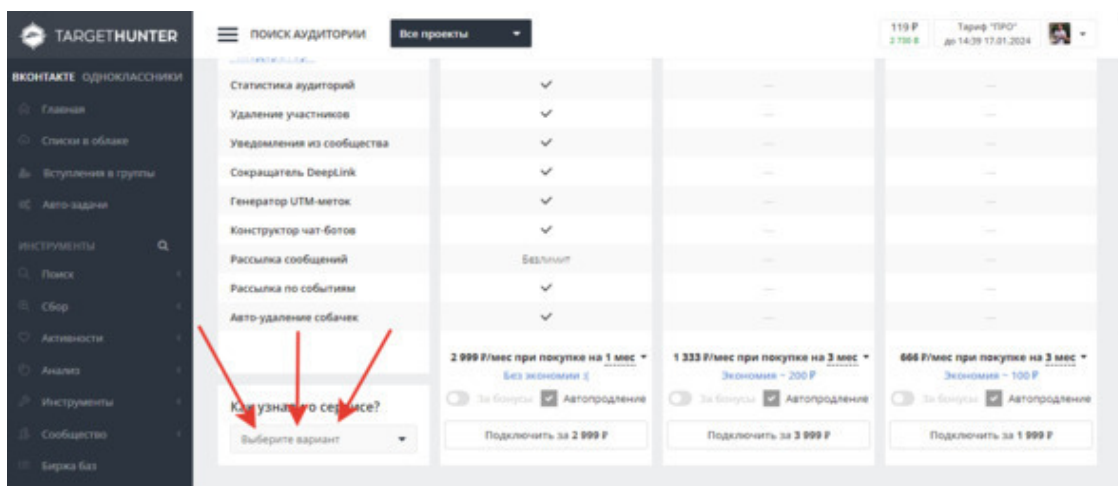 TARGETHUNTER
ПОИСК АУДИТОРИИ
Все проекты
119 ₽
2 750 ₽
Тариф "ПРО"
до 14:39 17.01.2024
ВКОНТАКТЕ ОДНОКЛАССНИКИ
Главная
Списки в облаке
Вступления в группы
Авто-задачи
ИНСТРУМЕНТЫ
Поиск
Сбор
Активности
Анализ
Инструменты
Сообщество
Биржа баз
Статистика аудиторий
Удаление участников
Уведомления из сообщества
Сокращатель DeepLink
Генератор UTM-меток
Конструктор чат-ботов
Рассылка сообщений
Безлимит
Рассылка по событиям
Авто-удаление собачек
Как узнали о сервисе?
Выберите вариант
2 999 ₽/мес при покупке на 1 мес
Без экономии :(
За бонусы
Автопродление
Подключить за 2 999 ₽
1 333 ₽/мес при покупке на 3 мес
Экономия ~ 200 ₽
За бонусы
Автопродление
Подключить за 3 999 ₽
666 ₽/мес при покупке на 3 мес
Экономия ~ 100 ₽
За бонусы
Автопродление
Подключить за 1 999 ₽